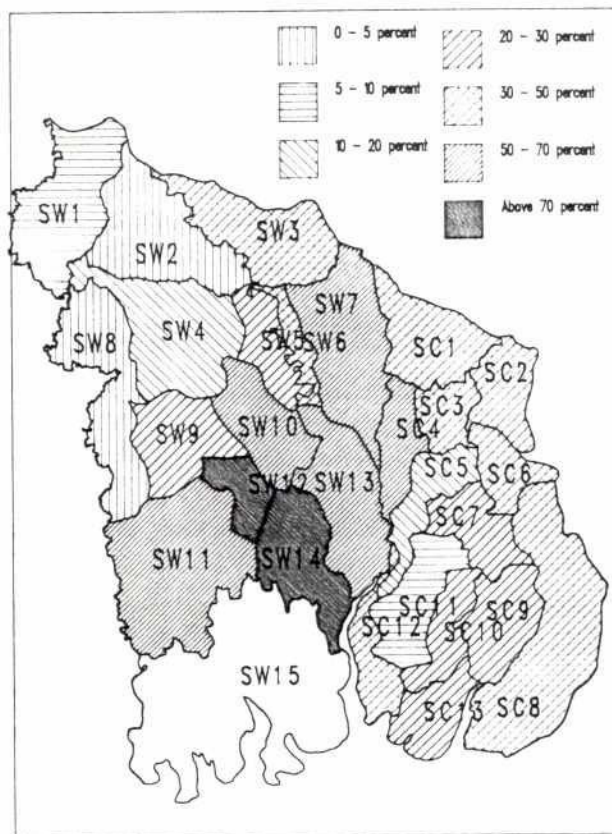 0 – 5 percent
20 – 30 percent
5 – 10 percent
30 – 50 percent
10 – 20 percent
50 – 70 percent
Above 70 percent
SW1
SW2
SW3
SW7
SW8
SW4
SW5
SW6
SC1
SC2
SC3
SC4
SW9
SW10
SC5
SC6
SW12
SW13
SC7
SW11
SW14
SC11
SC9
SC12
SC10
SW15
SC13
SC8